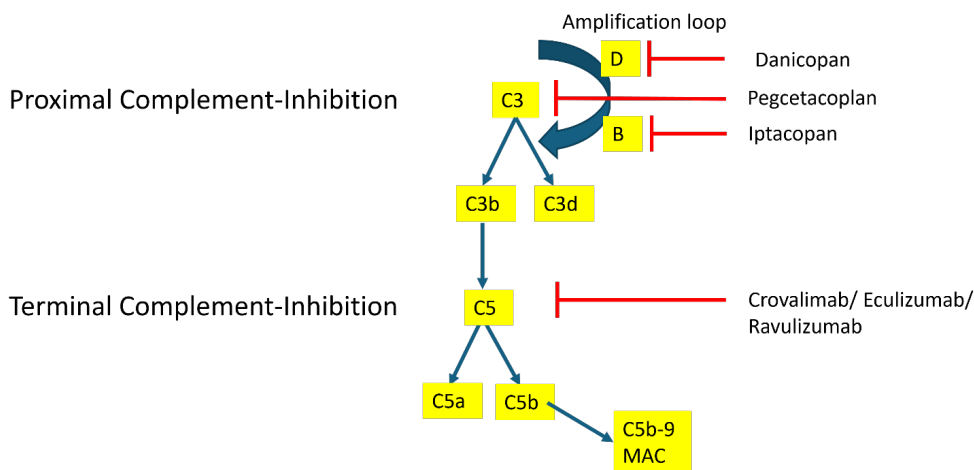 Amplification loop
D
Danicopan
Proximal Complement-Inhibition
C3
Pegcetacoplan
B
Iptacopan
C3b
C3d
Terminal Complement-Inhibition
C5
Crovalimab/ Eculizumab/
Ravulizumab
C5a
C5b
C5b-9
MAC